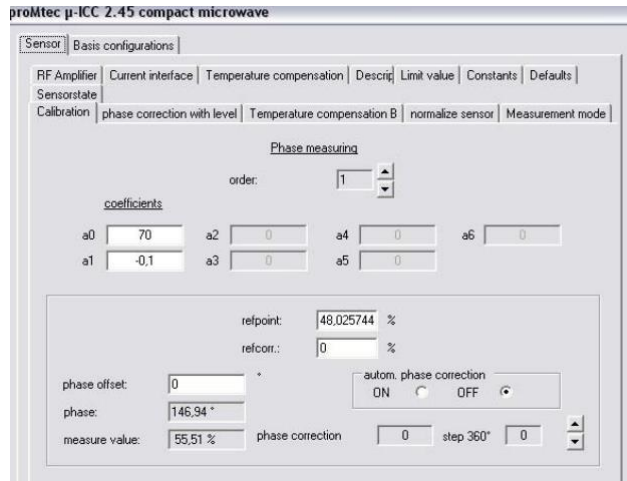 proMtec µ-ICC 2.45 compact microwave
Sensor Basis configurations
RF Amplifier Current interface Temperature compensation Descrip Limit value Constants Defaults
Sensorstate
Calibration phase correction with level Temperature compensation B normalize sensor Measurement mode
Phase measuring
order: 1
coefficients
a0 70 a2 0 a4 0 a6 0
a1 -0,1 a3 0 a5 0
refpoint: 48,025744 %
refcorr.: 0 %
autom. phase correction
phase offset: 0 ° ON OFF
phase: 146,94 °
measure value: 55,51 % phase correction 0 step 360° 0